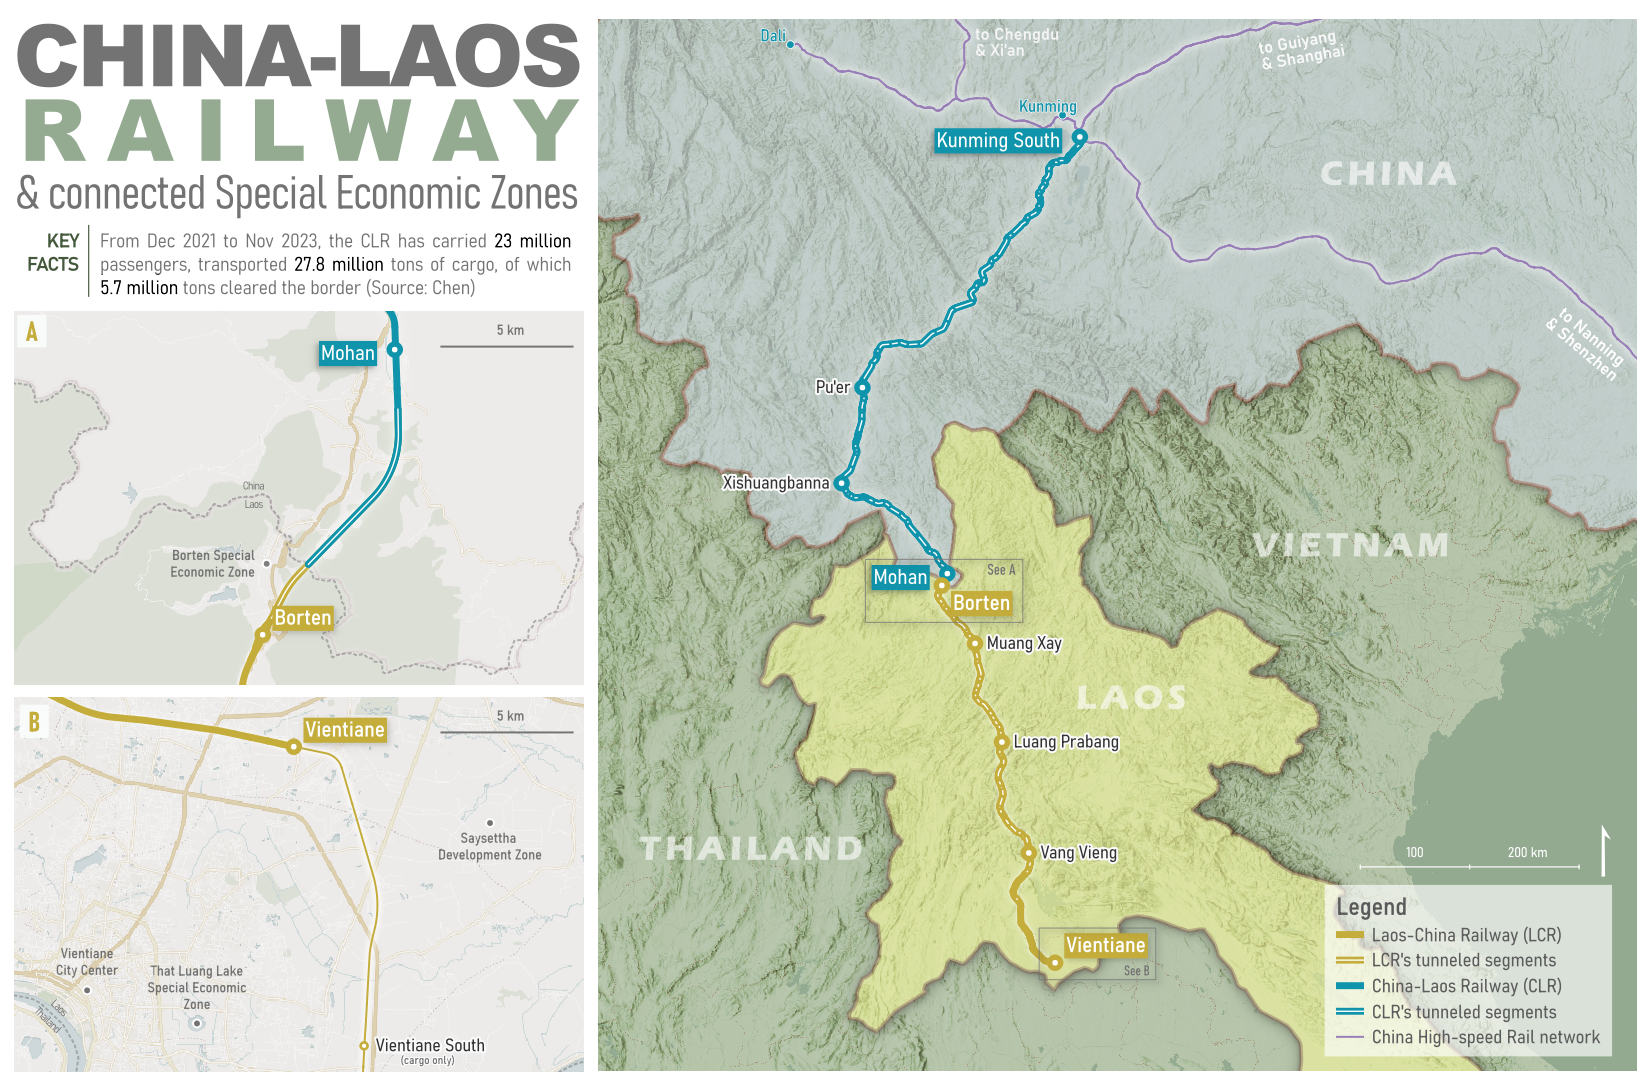 CHINA-LAOS
RAILWAY
& connected Special Economic Zones
KEY
FACTS
From Dec 2021 to Nov 2023, the CLR has carried 23 million
passengers, transported 27.8 million tons of cargo, of which
5.7 million tons cleared the border (Source: Chen)
A
Mohan
5 km
China
Laos
Borten Special
Economic Zone
Borten
B
Vientiane
5 km
Saysettha
Development Zone
Vientiane
City Center
That Luang Lake
Special Economic
Zone
Laos
Thailand
Vientiane South
(cargo only)
Dali
to Chengdu
& Xi'an
to Guiyang
& Shanghai
Kunming
Kunming South
CHINA
to Nanning
& Shenzhen
Pu'er
Xishuangbanna
VIETNAM
Mohan
See A
Borten
Muang Xay
LAOS
Luang Prabang
THAILAND
Vang Vieng
100
200 km
Vientiane
See B
Legend
Laos-China Railway (LCR)
LCR's tunneled segments
China-Laos Railway (CLR)
CLR's tunneled segments
China High-speed Rail network